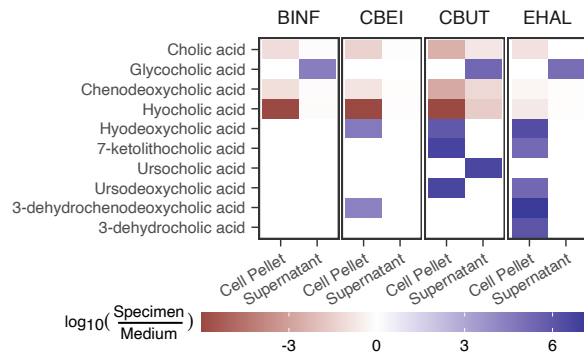 BINF CBEI CBUT EHAL
Cholic acid
Glycocholic acid
Chenodeoxycholic acid
Hyocholic acid
Hyodeoxycholic acid
7-ketolithocholic acid
Ursocholic acid
Ursodeoxycholic acid
3-dehydrochenodeoxycholic acid
3-dehydrocholic acid
Cell Pellet Supernatant Cell Pellet Supernatant Cell Pellet Supernatant Cell Pellet Supernatant
log10(Specimen/Medium)
-3 0 3 6